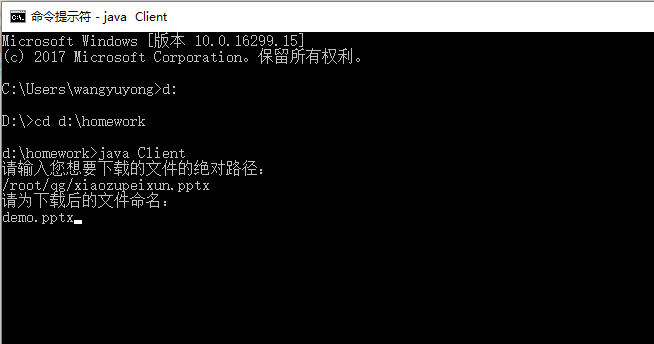 命令提示符 - java Client
Microsoft Windows [版本 10.0.16299.15]
(c) 2017 Microsoft Corporation。保留所有权利。
C:\Users\wangyuyong>d:
D:\>cd d:\homework
d:\homework>java Client
请输入您想要下载的文件的绝对路径：
/root/qg/xiaozupeixun.pptx
请为下载后的文件命名：
demo.pptx